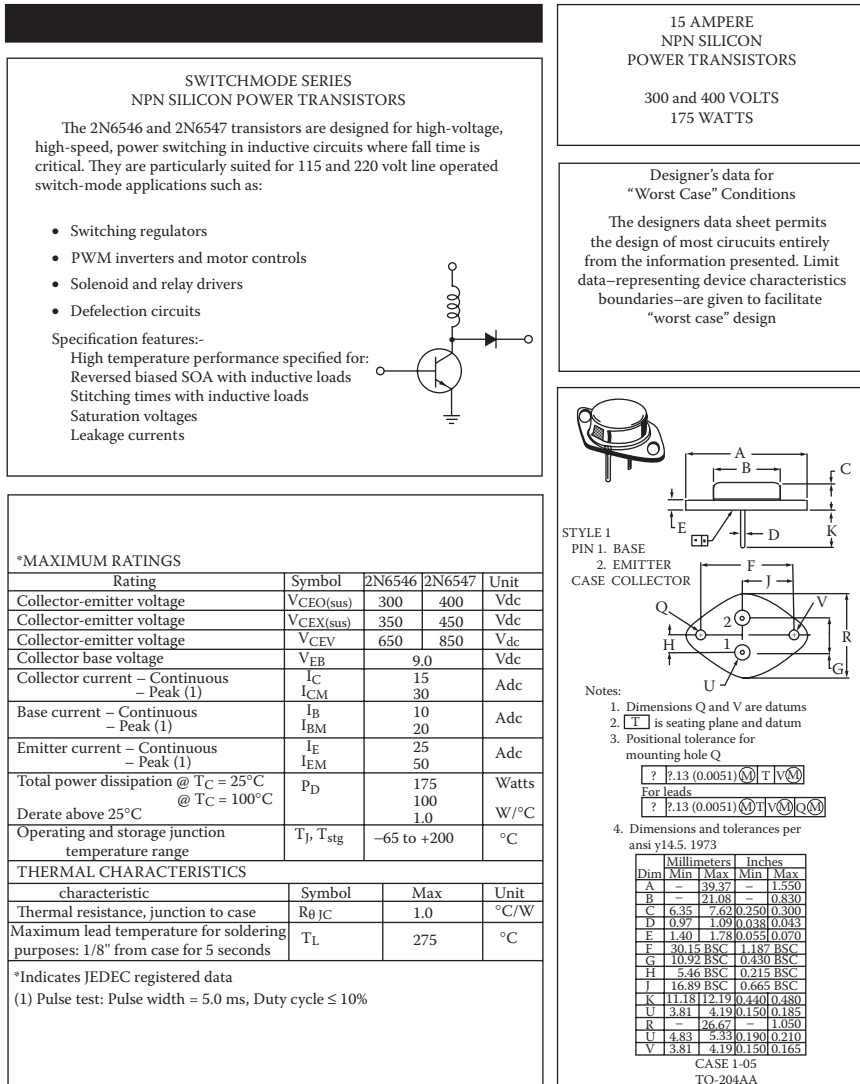 SWITCHMODE SERIES
NPN SILICON POWER TRANSISTORS
The 2N6546 and 2N6547 transistors are designed for high-voltage,
high-speed, power switching in inductive circuits where fall time is
critical. They are particularly suited for 115 and 220 volt line operated
switch-mode applications such as:
• Switching regulators
• PWM inverters and motor controls
• Solenoid and relay drivers
• Defelection circuits
Specification features:-
High temperature performance specified for:
Reversed biased SOA with inductive loads
Stitching times with inductive loads
Saturation voltages
Leakage currents
15 AMPERE
NPN SILICON
POWER TRANSISTORS
300 and 400 VOLTS
175 WATTS
Designer's data for
“Worst Case” Conditions
The designers data sheet permits
the design of most cirucuits entirely
from the information presented. Limit
data–representing device characteristics
boundaries–are given to facilitate
“worst case” design
*MAXIMUM RATINGS
Rating Symbol 2N6546 2N6547 Unit
Collector-emitter voltage VCEO(sus) 300 400 Vdc
Collector-emitter voltage VCEX(sus) 350 450 Vdc
Collector-emitter voltage VCEV 650 850 Vdc
Collector base voltage VEB 9.0 Vdc
Collector current – Continuous IC 15 Adc
– Peak (1) ICM 30
Base current – Continuous IB 10 Adc
– Peak (1) IBM 20
Emitter current – Continuous IE 25 Adc
– Peak (1) IEM 50
Total power dissipation @ TC = 25°C PD 175 Watts
@ TC = 100°C 100
Derate above 25°C 1.0 W/°C
Operating and storage junction TJ, Tstg −65 to +200 °C
temperature range
THERMAL CHARACTERISTICS
characteristic Symbol Max Unit
Thermal resistance, junction to case Rθ JC 1.0 °C/W
Maximum lead temperature for soldering TL 275 °C
purposes: 1/8" from case for 5 seconds
*Indicates JEDEC registered data
(1) Pulse test: Pulse width = 5.0 ms, Duty cycle ≤ 10%
A
B
C
E
D
K
STYLE 1
PIN 1. BASE
2. EMITTER
CASE COLLECTOR
F
J
Q
V
2
H
1
R
G
U
Notes:
1. Dimensions Q and V are datums
2. T is seating plane and datum
3. Positional tolerance for
mounting hole Q
? ?.13 (0.0051) Ⓜ T VⓂ
For leads
? ?.13 (0.0051) Ⓜ T VⓂ QⓂ
4. Dimensions and tolerances per
ansi y14.5. 1973
Millimeters Inches
Dim Min Max Min Max
A – 39.37 – 1.550
B – 21.08 – 0.830
C 6.35 7.62 0.250 0.300
D 0.97 1.09 0.038 0.043
E 1.40 1.78 0.055 0.070
F 30.15 BSC 1.187 BSC
G 10.92 BSC 0.430 BSC
H 5.46 BSC 0.215 BSC
J 16.89 BSC 0.665 BSC
K 11.18 12.19 0.440 0.480
U 3.81 4.19 0.150 0.185
R – 26.67 – 1.050
U 4.83 5.33 0.190 0.210
V 3.81 4.19 0.150 0.165
CASE 1-05
TO-204AA